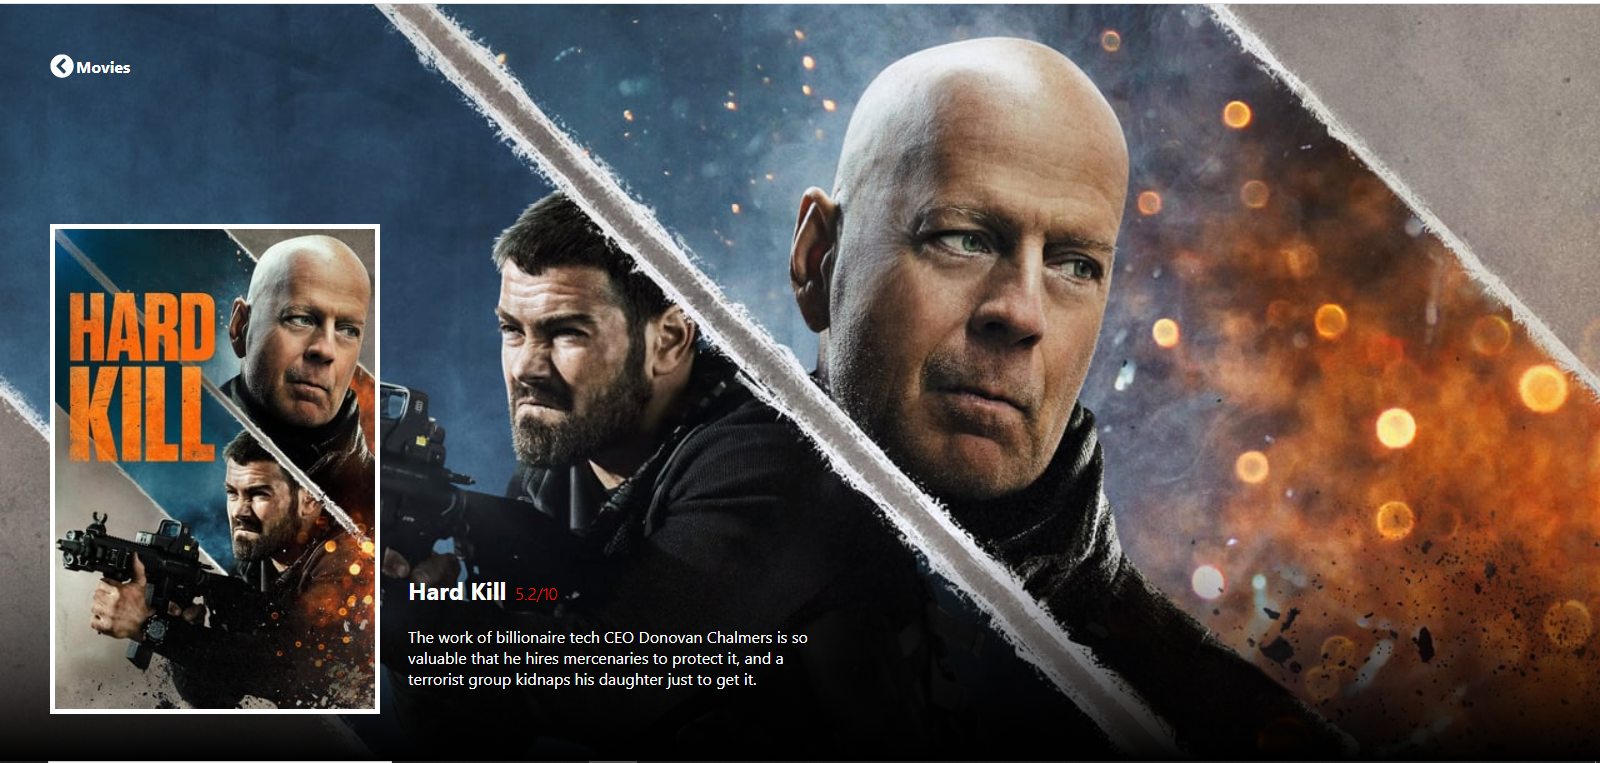 Movies
HARD
KILL
Hard Kill 5.2/10
The work of billionaire tech CEO Donovan Chalmers is so
valuable that he hires mercenaries to protect it, and a
terrorist group kidnaps his daughter just to get it.